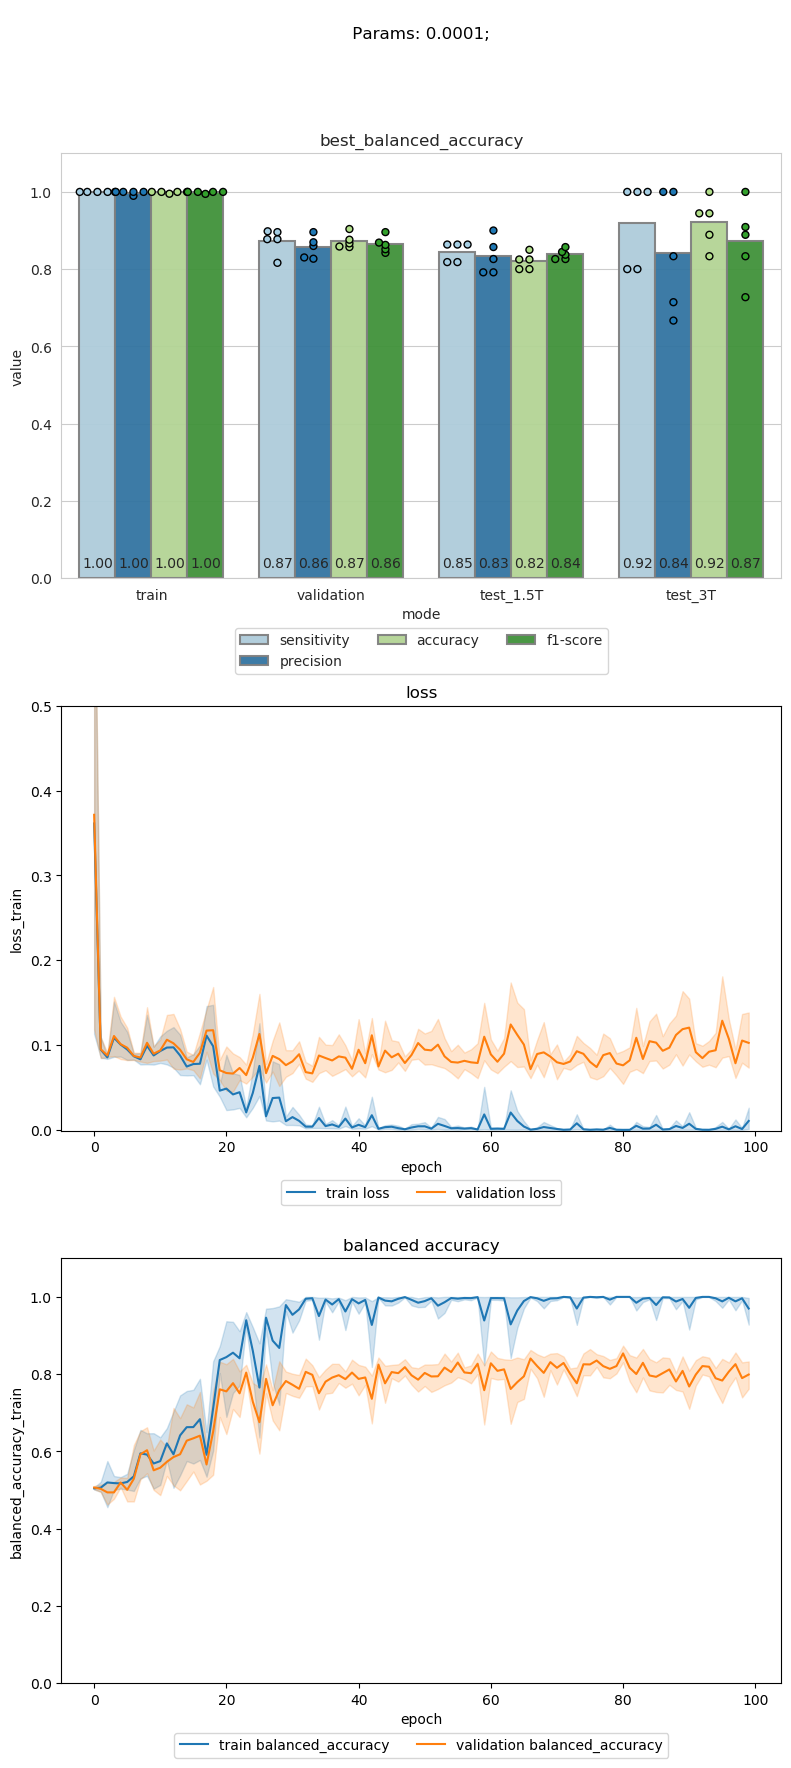 Params: 0.0001;
best_balanced_accuracy
1.0
0.8
0.6
0.4
0.2
0.0
value
1.00 1.00 1.00 1.00 0.87 0.86 0.87 0.86 0.85 0.83 0.82 0.84 0.92 0.84 0.92 0.87
train validation test_1.5T test_3T
mode
sensitivity accuracy f1-score
precision
loss
0.5
0.4
0.3
0.2
0.1
0.0
loss_train
0 20 40 60 80 100
epoch
train loss validation loss
balanced accuracy
1.0
0.8
0.6
0.4
0.2
0.0
balanced_accuracy_train
0 20 40 60 80 100
epoch
train balanced_accuracy validation balanced_accuracy